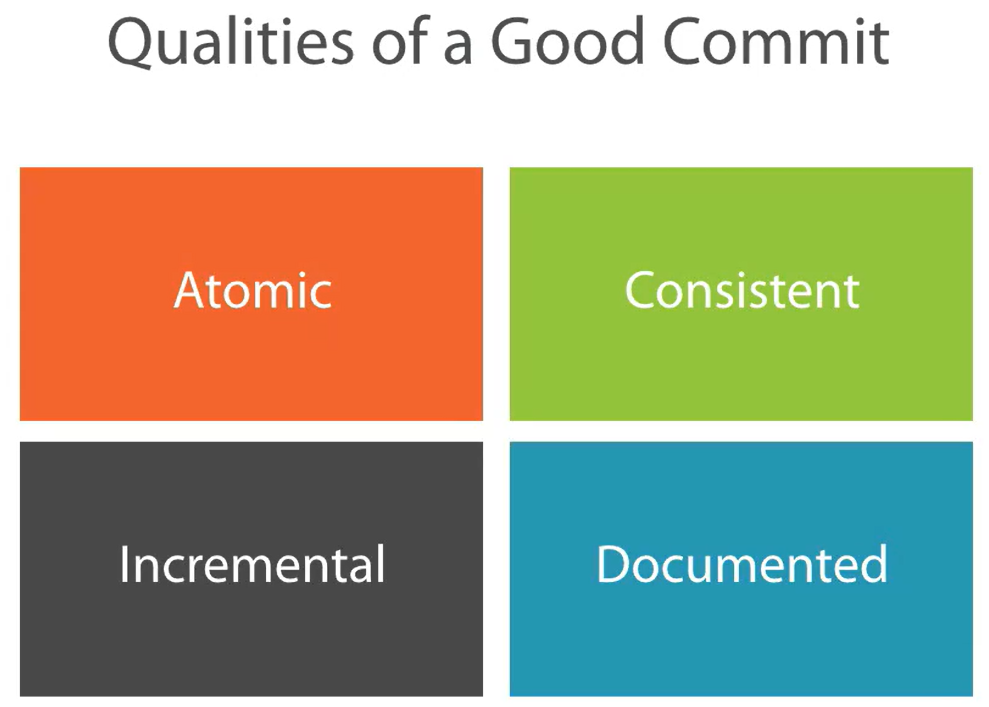 Qualities of a Good Commit
Atomic
Consistent
Incremental
Documented